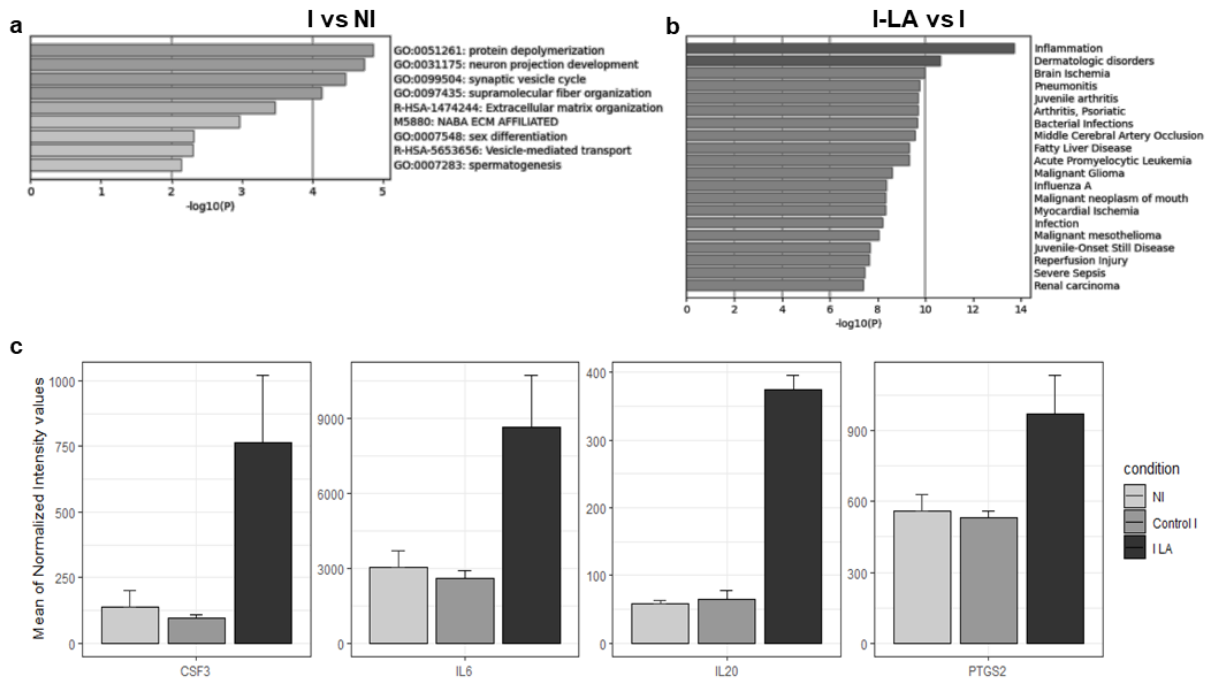 a
I vs NI
GO:0051261: protein depolymerization
GO:0031175: neuron projection development
GO:0099504: synaptic vesicle cycle
GO:0097435: supramolecular fiber organization
R-HSA-1474244: Extracellular matrix organization
M5880: NABA ECM AFFILIATED
GO:0007548: sex differentiation
R-HSA-5653656: Vesicle-mediated transport
GO:0007283: spermatogenesis
0 1 2 3 4 5
-log10(P)
b
I-LA vs I
Inflammation
Dermatologic disorders
Brain Ischemia
Pneumonitis
Juvenile arthritis
Arthritis, Psoriatic
Bacterial Infections
Middle Cerebral Artery Occlusion
Fatty Liver Disease
Acute Promyelocytic Leukemia
Malignant Glioma
Influenza A
Malignant neoplasm of mouth
Myocardial Ischemia
Infection
Malignant mesothelioma
Juvenile-Onset Still Disease
Reperfusion Injury
Severe Sepsis
Renal carcinoma
0 2 4 6 8 10 12 14
-log10(P)
c
Mean of Normalized Intensity values
1000
750
500
250
0
CSF3
9000
6000
3000
0
IL6
400
300
200
100
0
IL20
900
600
300
0
PTGS2
condition
NI
Control I
I LA